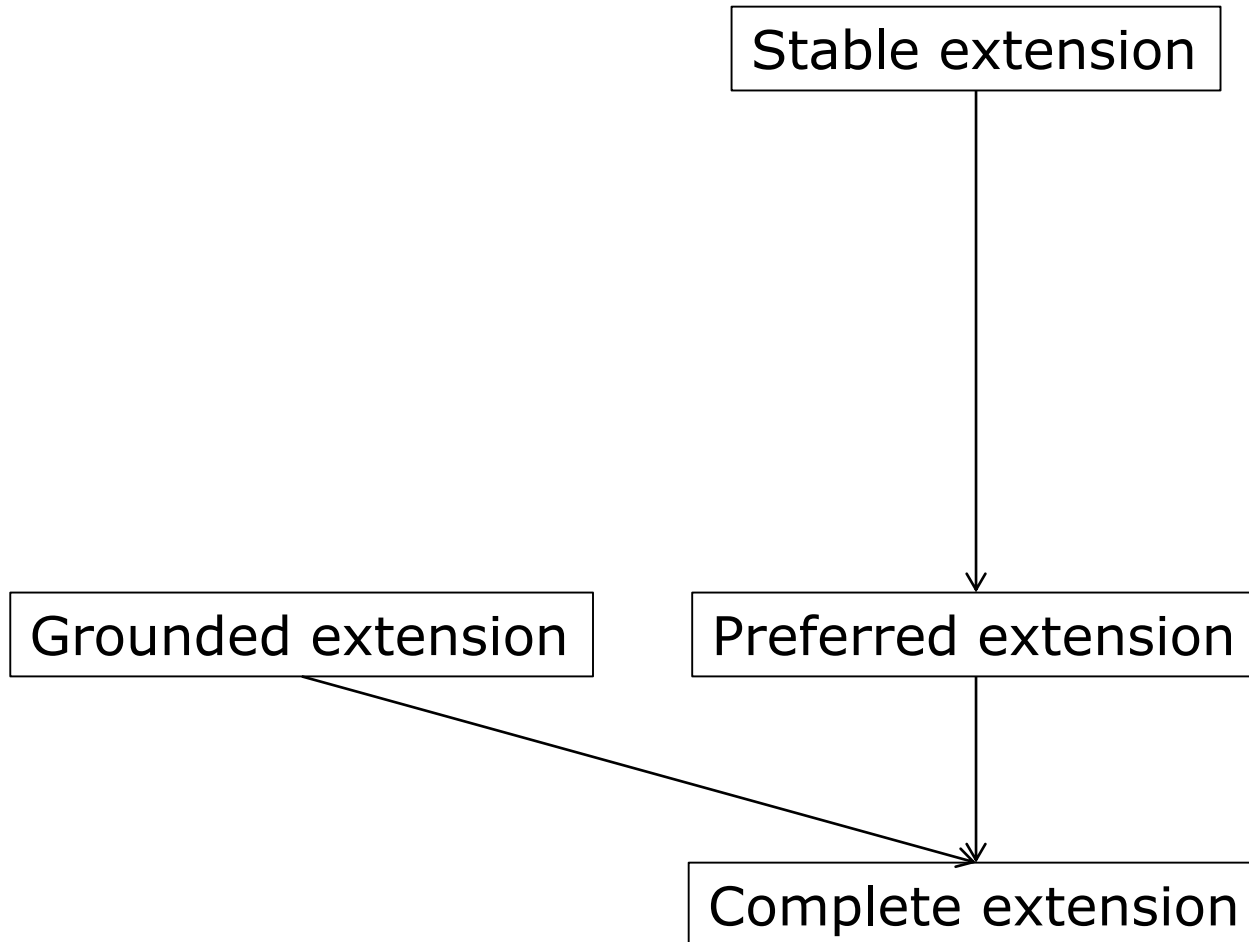 Stable extension
Grounded extension
Preferred extension
Complete extension